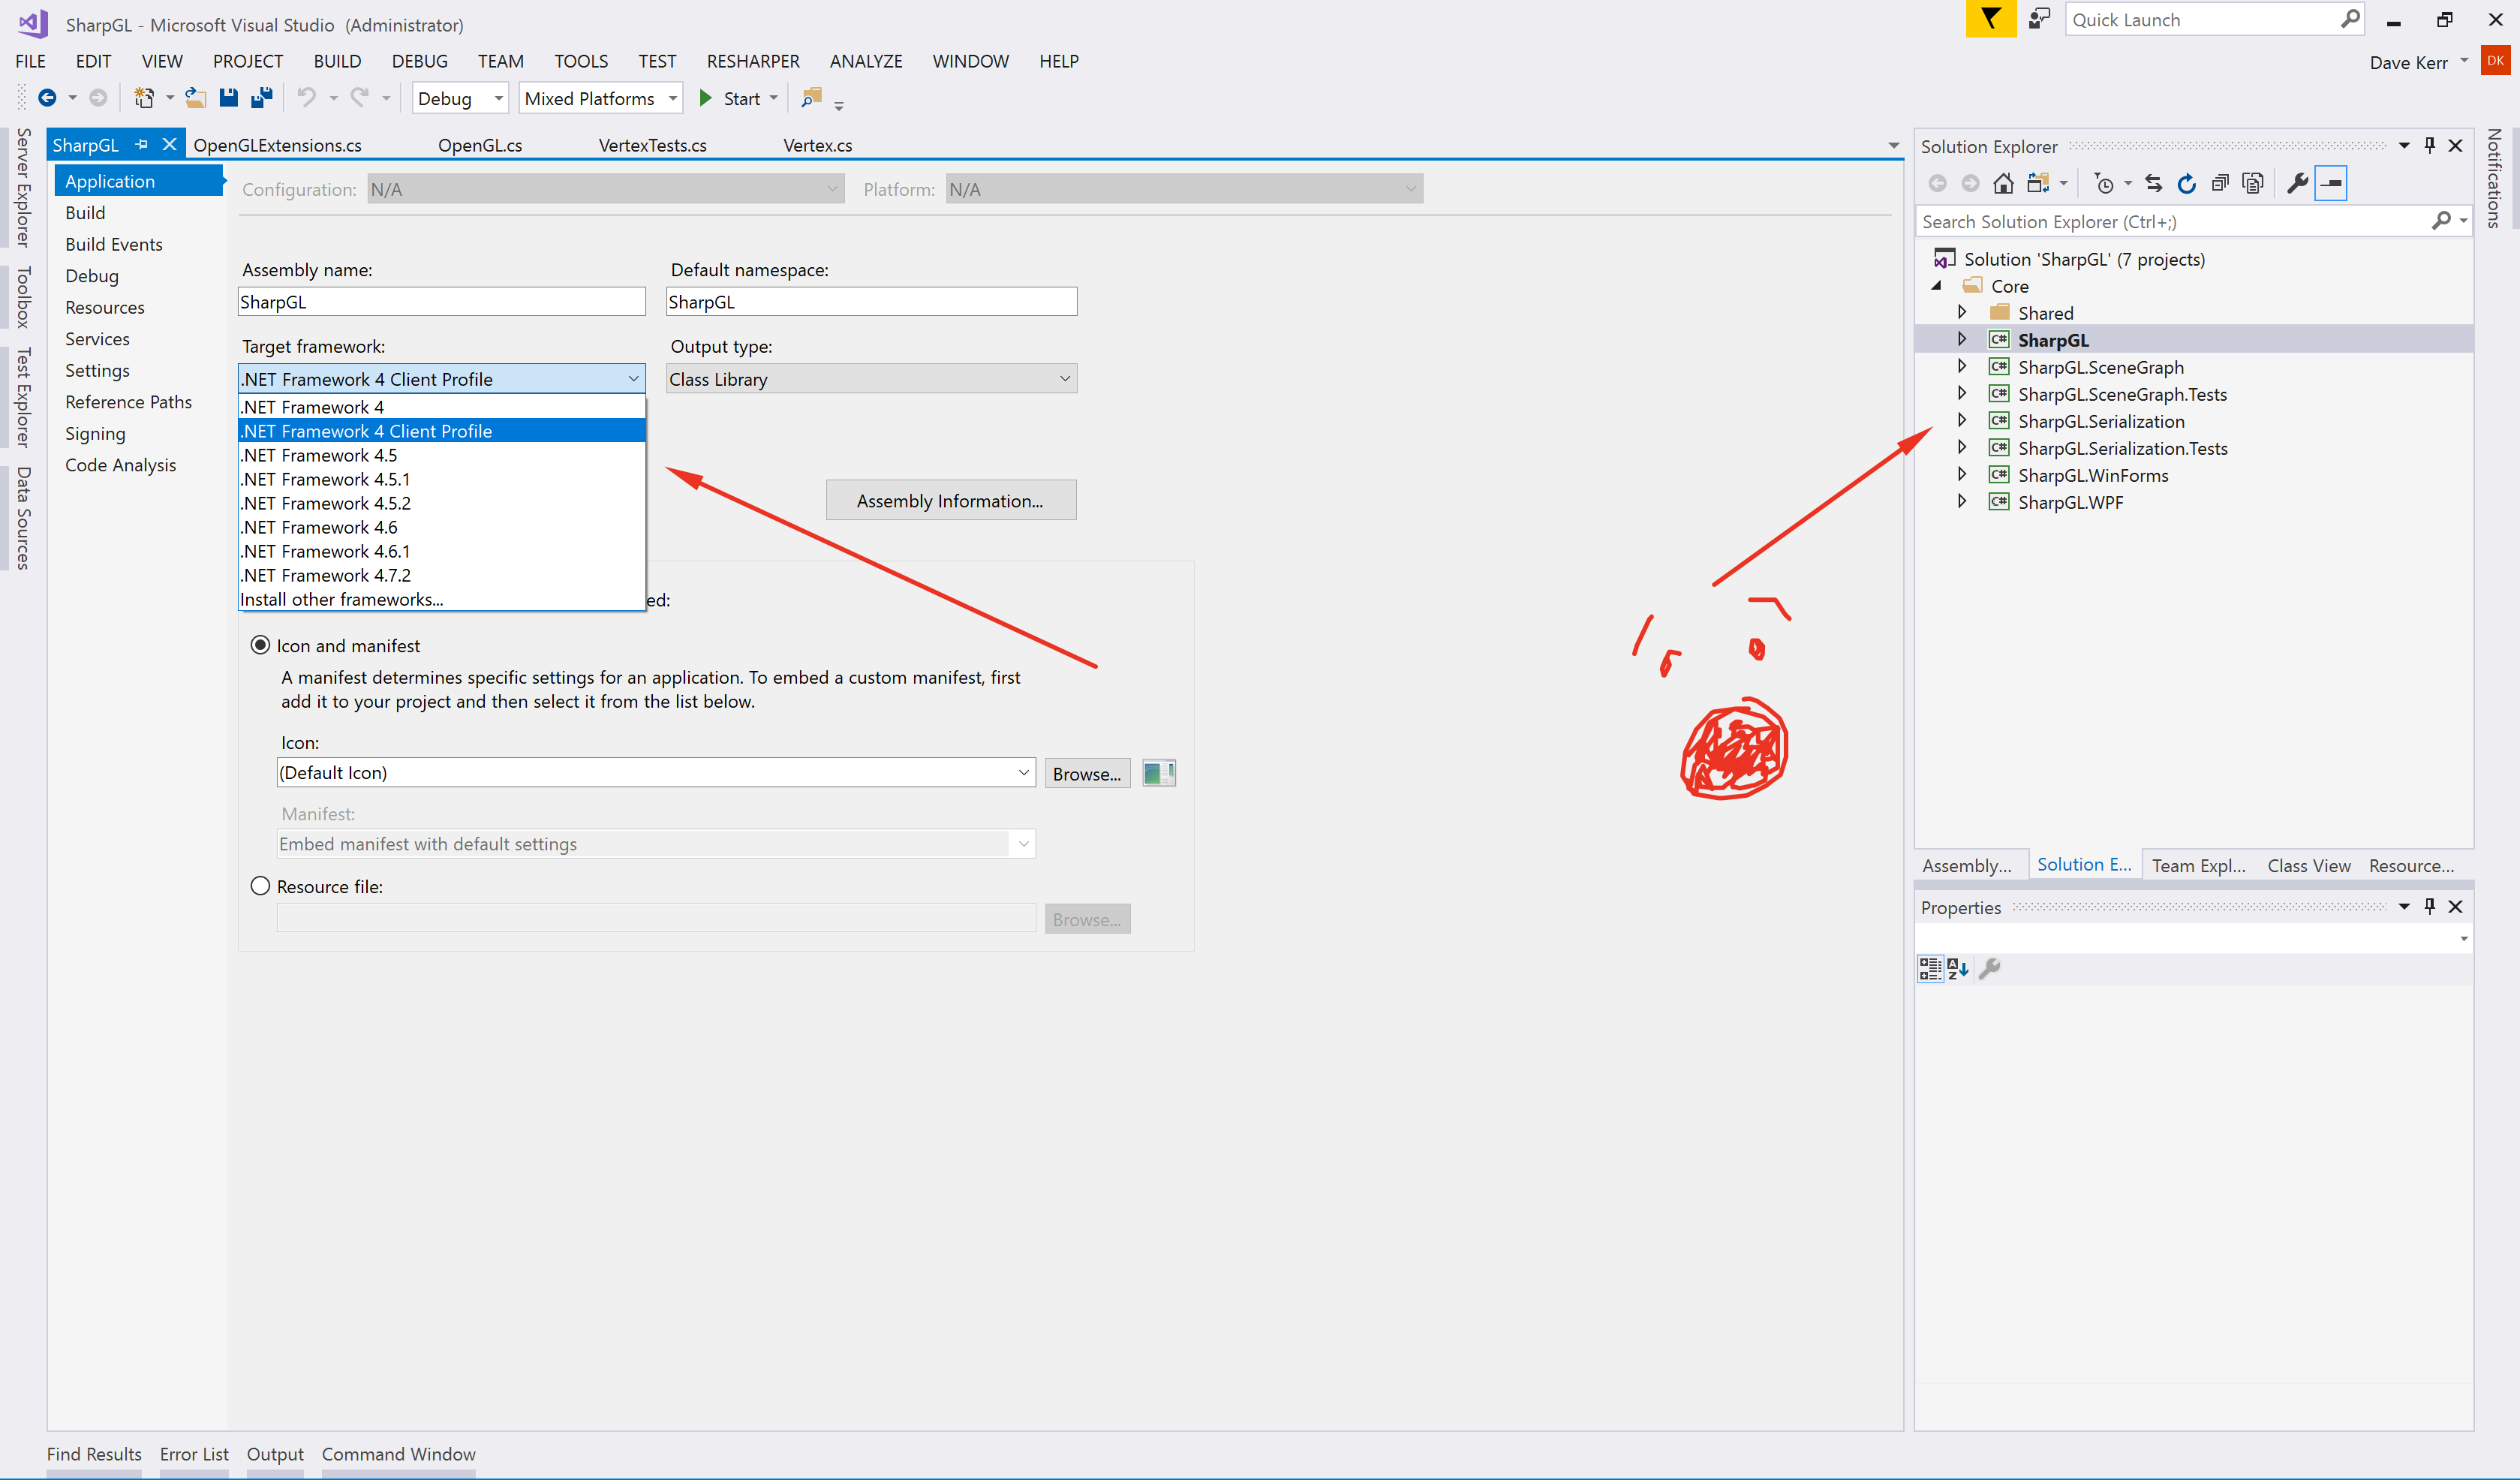 SharpGL - Microsoft Visual Studio (Administrator)
Quick Launch
FILE EDIT VIEW PROJECT BUILD DEBUG TEAM TOOLS TEST RESHARPER ANALYZE WINDOW HELP
Dave Kerr DK
Debug Mixed Platforms Start
Server Explorer
Toolbox
Test Explorer
Data Sources
SharpGL OpenGLExtensions.cs OpenGL.cs VertexTests.cs Vertex.cs
Application
Build
Build Events
Debug
Resources
Services
Settings
Reference Paths
Signing
Code Analysis
Configuration: N/A Platform: N/A
Assembly name: Default namespace:
SharpGL SharpGL
Target framework: Output type:
.NET Framework 4 Client Profile Class Library
.NET Framework 4
.NET Framework 4 Client Profile
.NET Framework 4.5
.NET Framework 4.5.1
.NET Framework 4.5.2
.NET Framework 4.6
.NET Framework 4.6.1
.NET Framework 4.7.2
Install other frameworks...
Assembly Information...
ed:
Icon and manifest
A manifest determines specific settings for an application. To embed a custom manifest, first
add it to your project and then select it from the list below.
Icon:
(Default Icon) Browse...
Manifest:
Embed manifest with default settings
Resource file:
Browse...
Solution Explorer
Search Solution Explorer (Ctrl+;)
Solution 'SharpGL' (7 projects)
Core
Shared
C# SharpGL
C# SharpGL.SceneGraph
C# SharpGL.SceneGraph.Tests
C# SharpGL.Serialization
C# SharpGL.Serialization.Tests
C# SharpGL.WinForms
C# SharpGL.WPF
Assembly... Solution E... Team Expl... Class View Resource...
Properties
Notifications
Find Results Error List Output Command Window